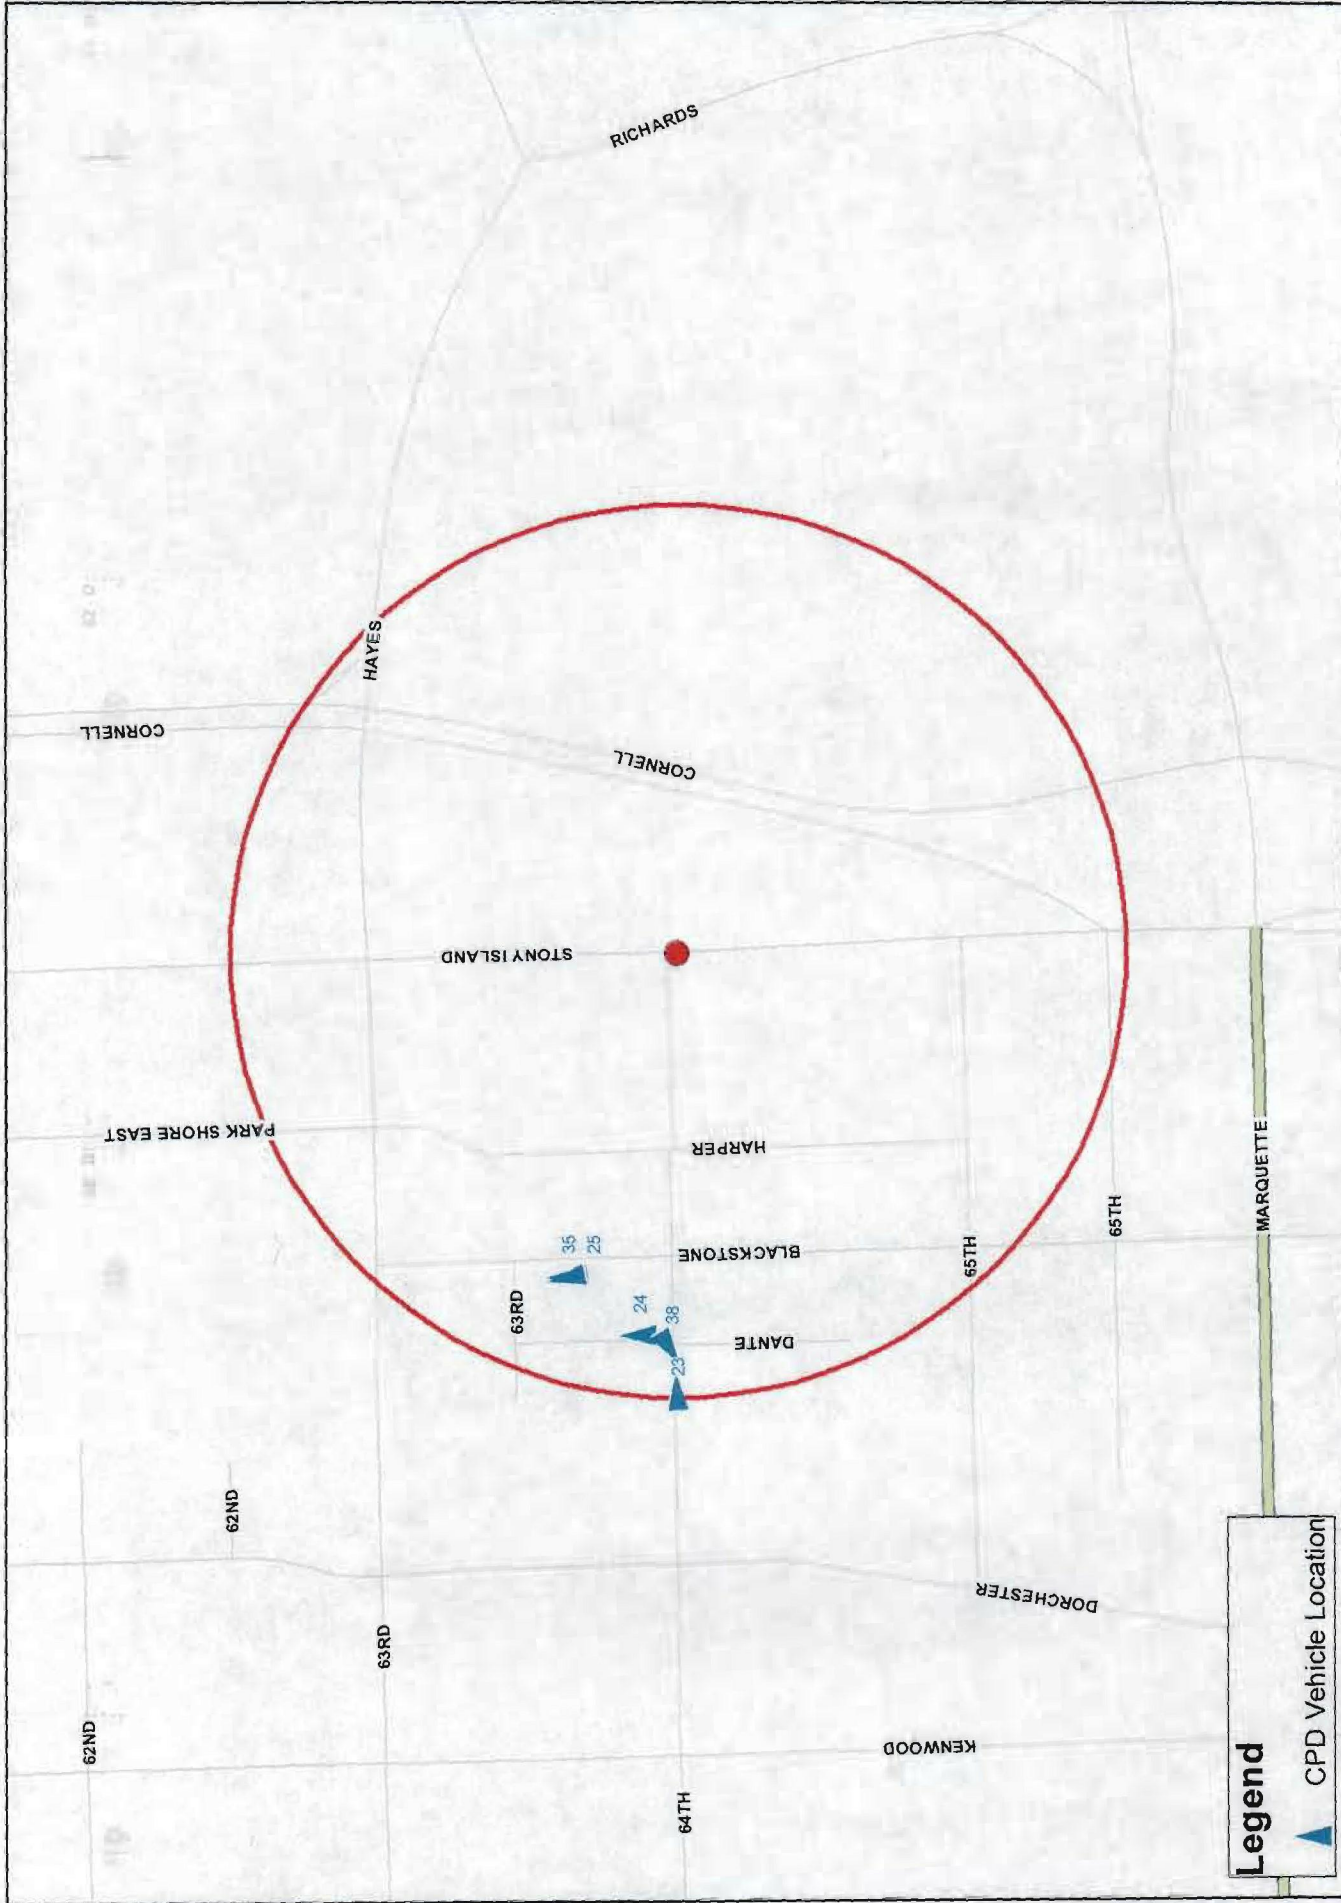 RICHARDS
HAYES
CORNELL
CORNELL
STONY ISLAND
PARK SHORE EAST
HARPER
BLACKSTONE
65TH
65TH
MARQUETTE
35
25
24
38
23
63RD
DANTE
62ND
63RD
DORCHESTER
62ND
64TH
KENWOOD
Legend
CPD Vehicle Location